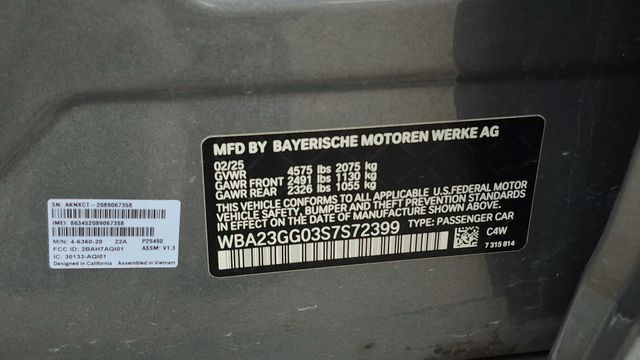 MFD BY BAYERISCHE MOTOREN WERKE AG
02/25
GVWR 4575 lbs 2075 kg
GAWR FRONT 2491 lbs 1130 kg
GAWR REAR 2326 lbs 1055 kg
THIS VEHICLE CONFORMS TO ALL APPLICABLE U.S.FEDERAL MOTOR
VEHICLE SAFETY, BUMPER, AND THEFT PREVENTION STANDARDS
IN EFFECT ON THE DATE OF MANUFACTURE SHOWN ABOVE.
WBA23GG03S7S72399 TYPE: PASSENGER CAR
C4W
7 315 814
SN: AKNXCT-2089067358
IMEI: 863452089067358
M/N: 4-6360-20 22A P25490
FCC ID: 2BAH7AQI01 ASSM: V1.3
IC: 30133-AQI01
Designed in California Assembled in Vietnam